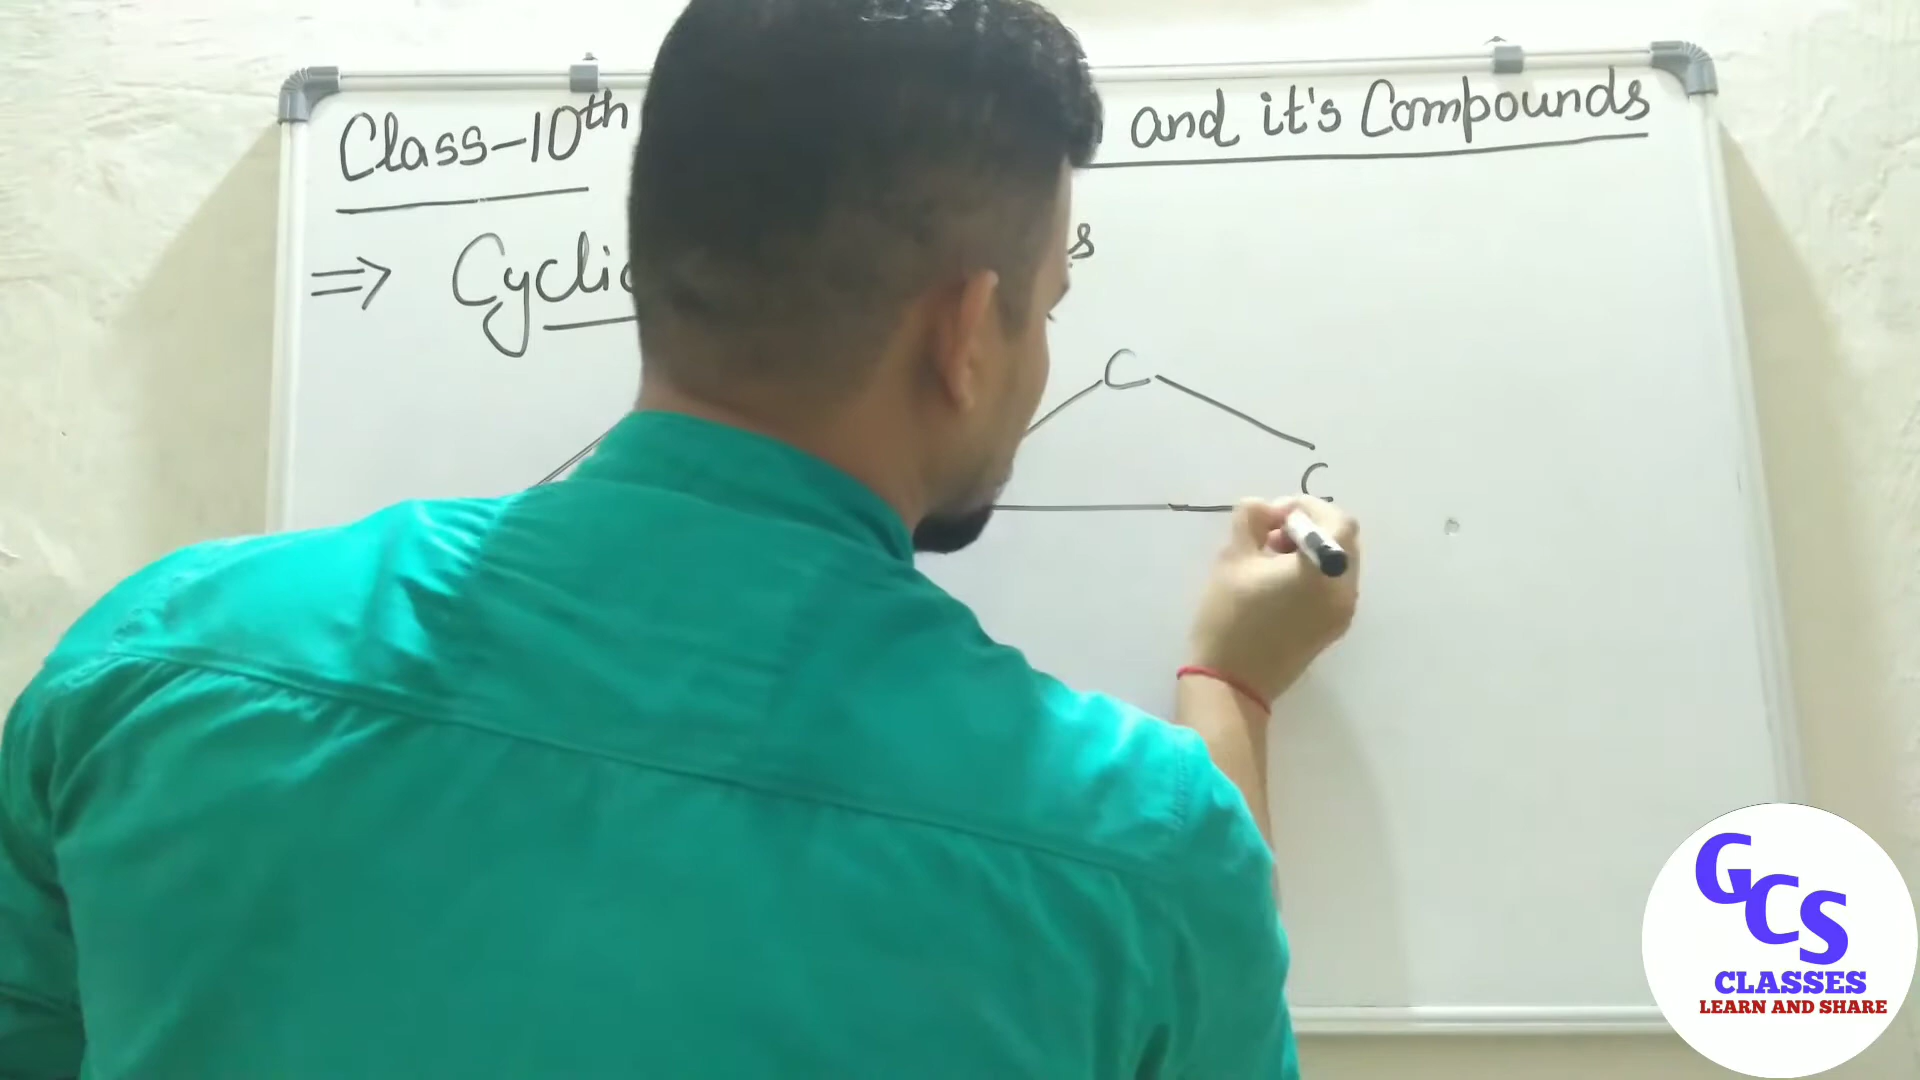 Class-10th and it's Compounds
⇒ Cyclic s
C
C
GCS
CLASSES
LEARN AND SHARE